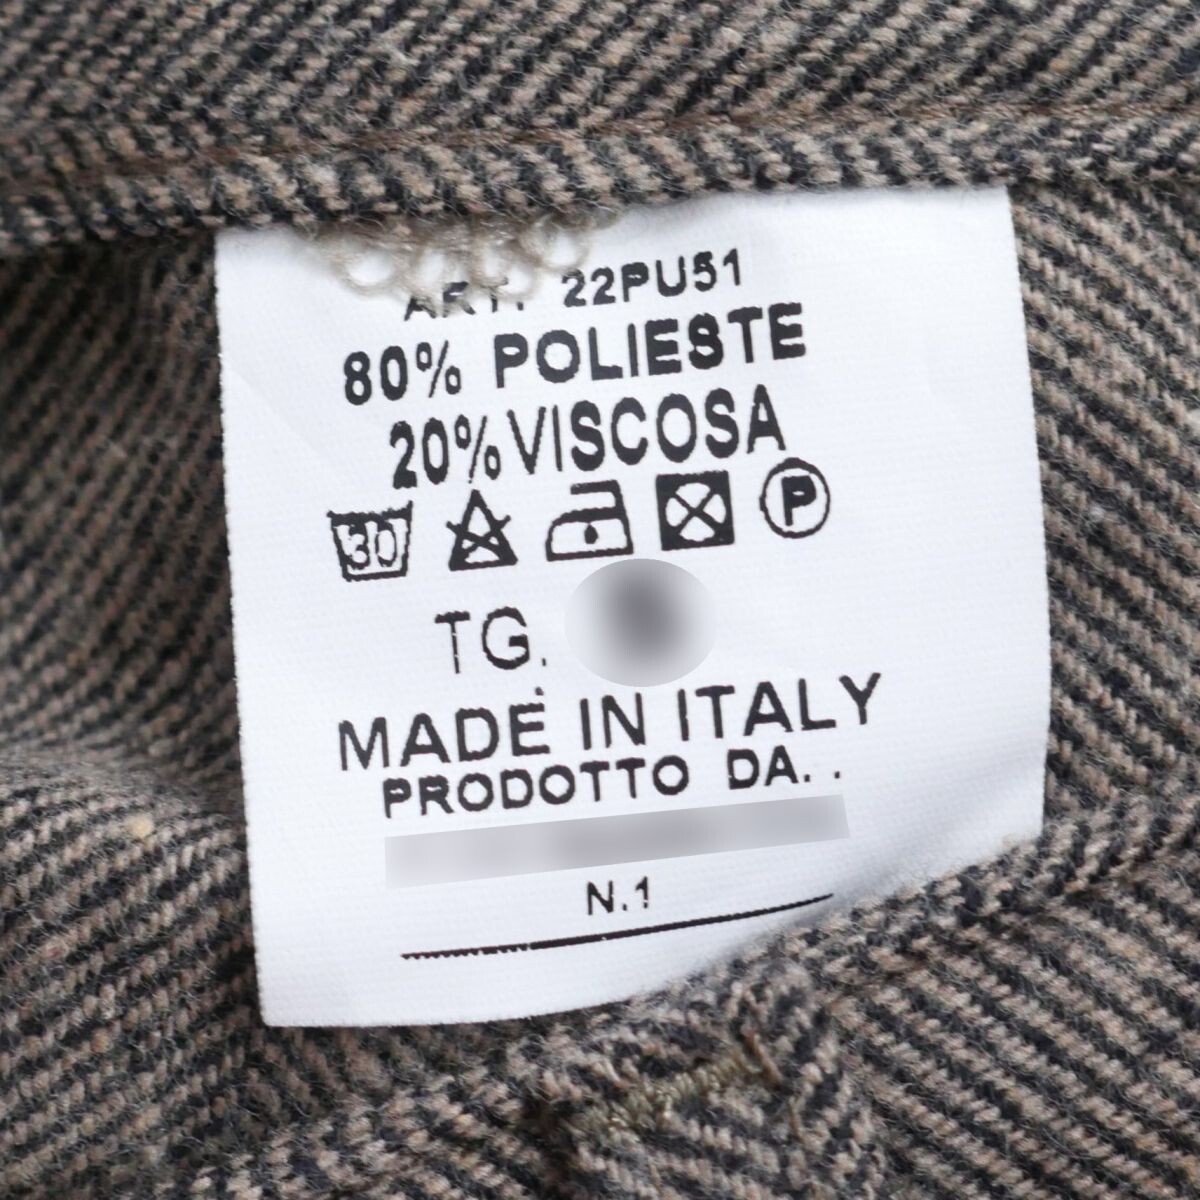 ART. 22PU51
80% POLIESTE
20% VISCOSA
30 P
TG.
MADE IN ITALY
PRODOTTO DA. .
N.1